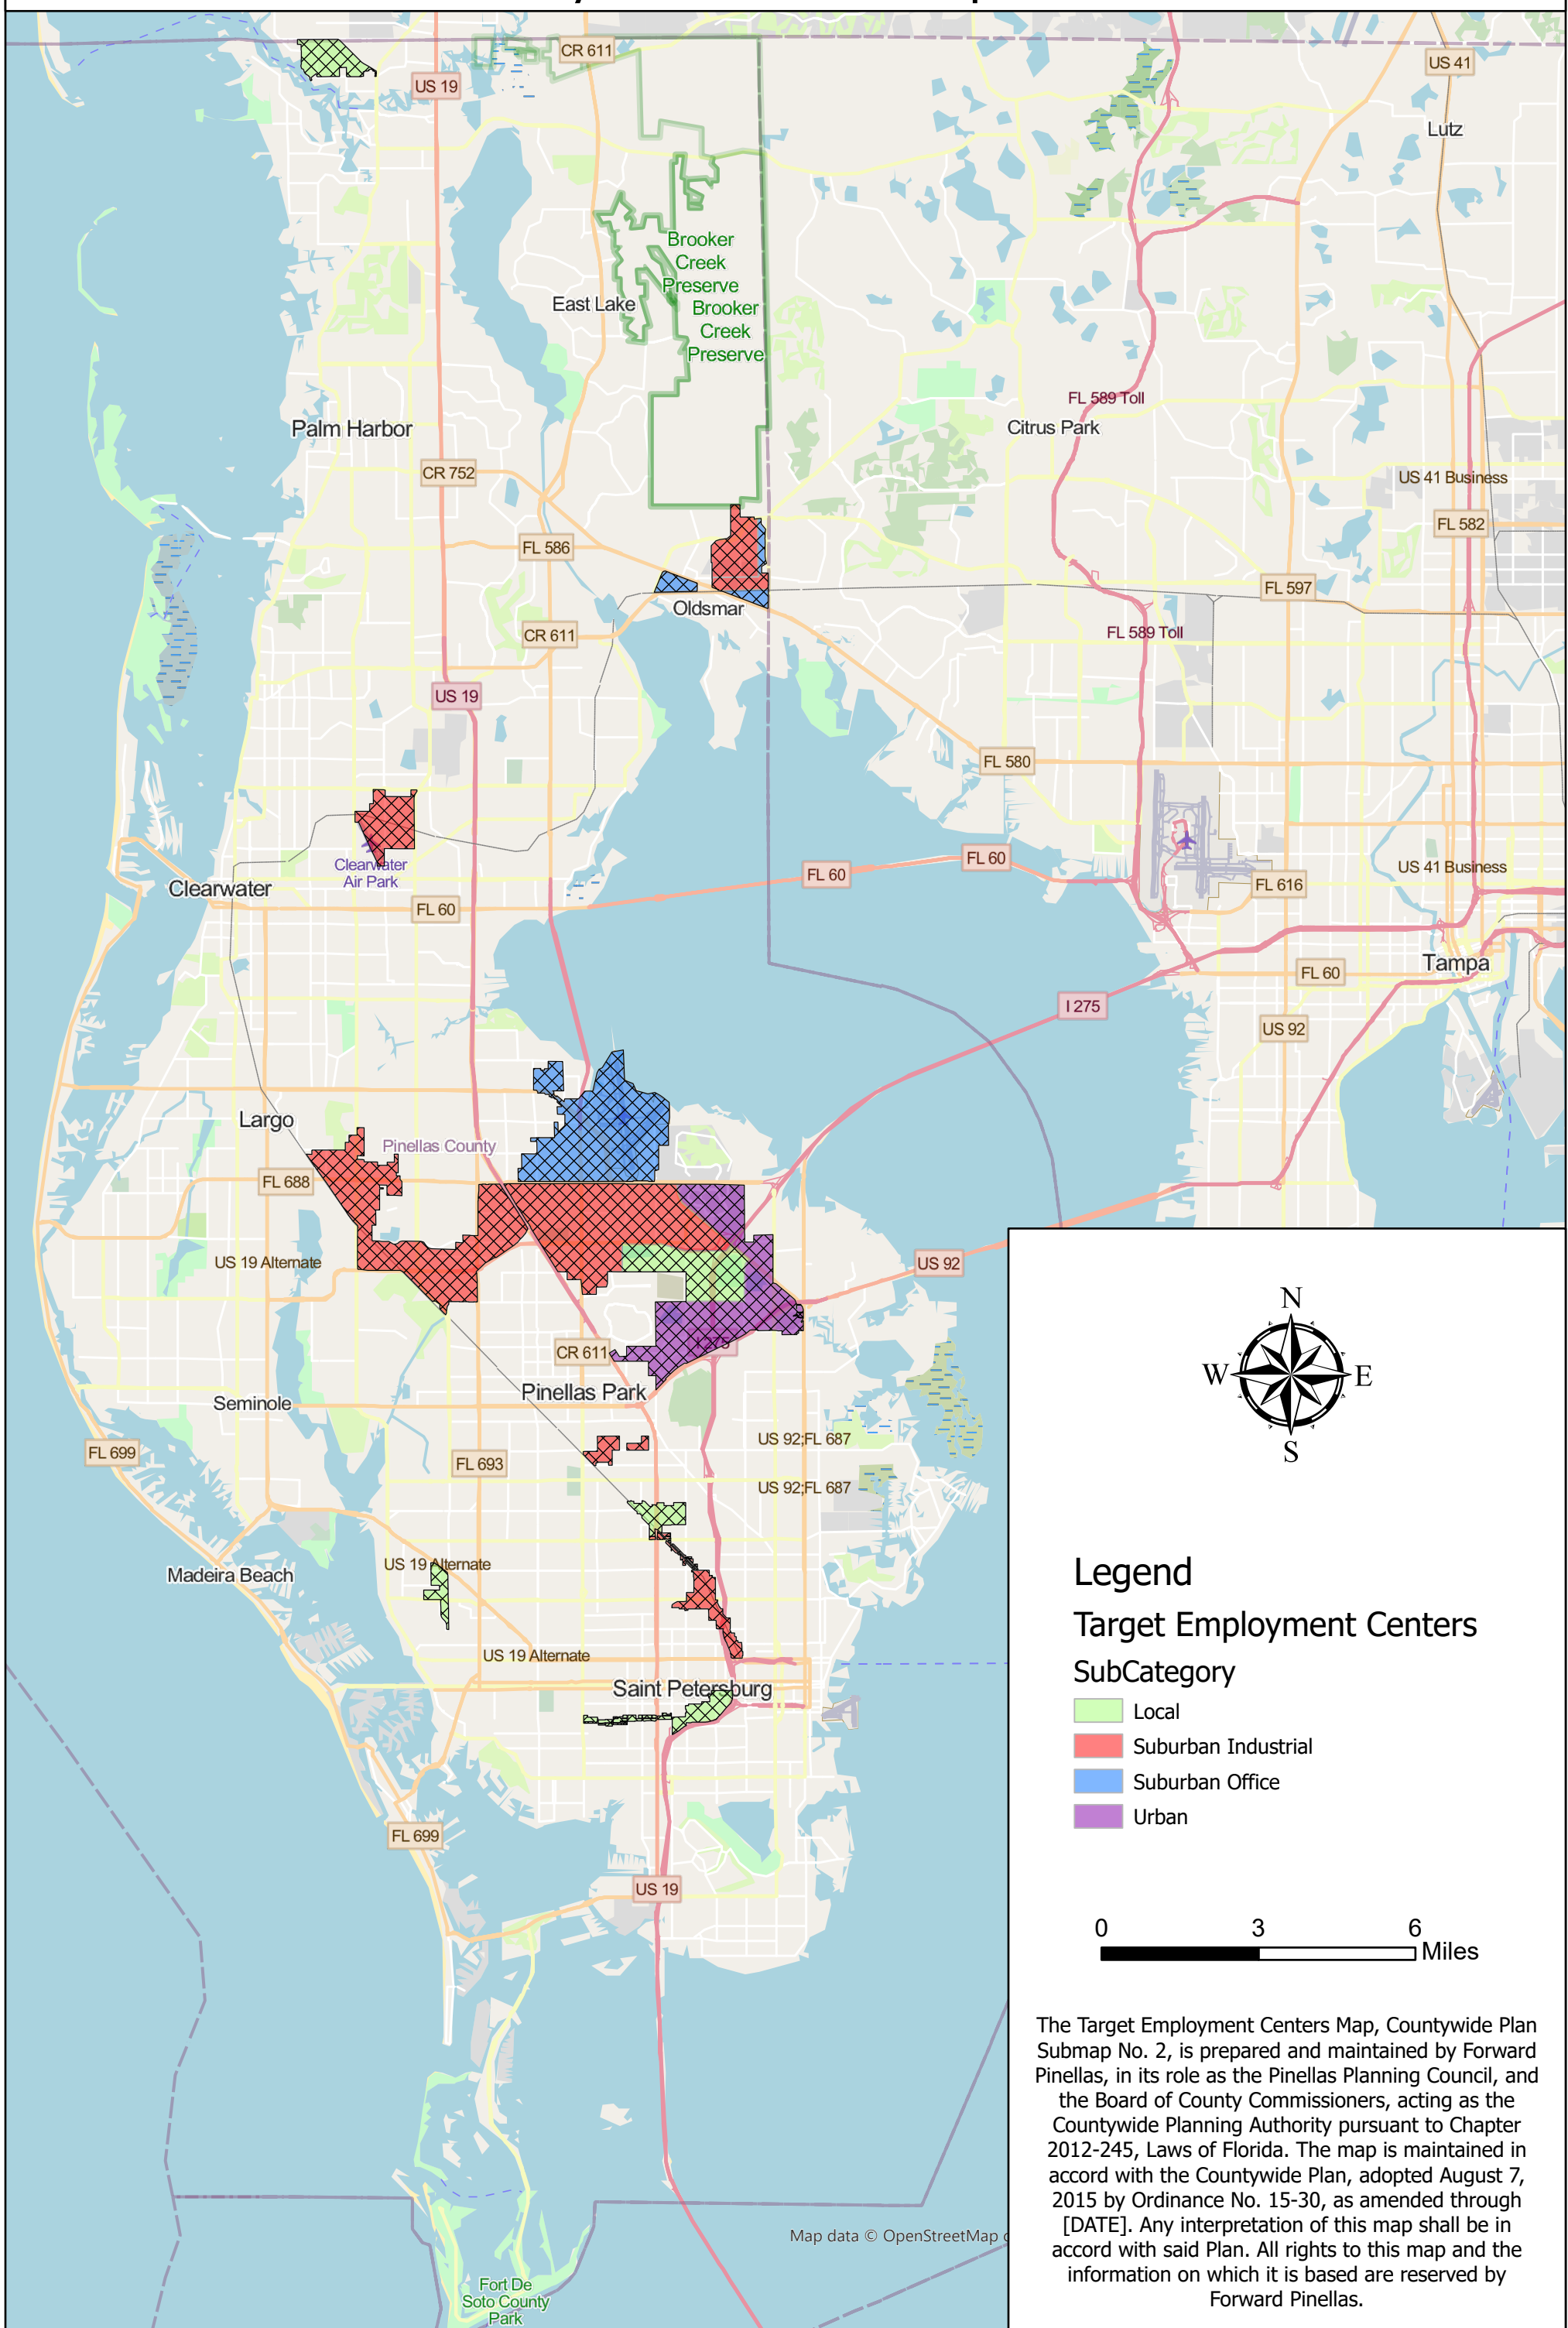 CR 611
US 41
US 19
Lutz
Brooker
Creek
Preserve
East Lake
Brooker
Creek
Preserve
FL 589 Toll
Palm Harbor
Citrus Park
CR 752
US 41 Business
FL 582
FL 586
FL 597
Oldsmar
CR 611
FL 589 Toll
US 19
FL 580
FL 60
FL 60
Clearwater
Air Park
US 41 Business
Clearwater
FL 616
FL 60
Tampa
FL 60
I 275
US 92
Largo
Pinellas County
FL 688
US 19 Alternate
US 92
I 275
CR 611
Pinellas Park
Seminole
US 92;FL 687
FL 699
FL 693
US 92;FL 687
US 19 Alternate
Madeira Beach
US 19 Alternate
Saint Petersburg
FL 699
US 19
Map data © OpenStreetMap
Fort De
Soto County
Park
N
W
E
S
Legend
Target Employment Centers
SubCategory
Local
Suburban Industrial
Suburban Office
Urban
0 3 6
Miles
The Target Employment Centers Map, Countywide Plan
Submap No. 2, is prepared and maintained by Forward
Pinellas, in its role as the Pinellas Planning Council, and
the Board of County Commissioners, acting as the
Countywide Planning Authority pursuant to Chapter
2012-245, Laws of Florida. The map is maintained in
accord with the Countywide Plan, adopted August 7,
2015 by Ordinance No. 15-30, as amended through
[DATE]. Any interpretation of this map shall be in
accord with said Plan. All rights to this map and the
information on which it is based are reserved by
Forward Pinellas.